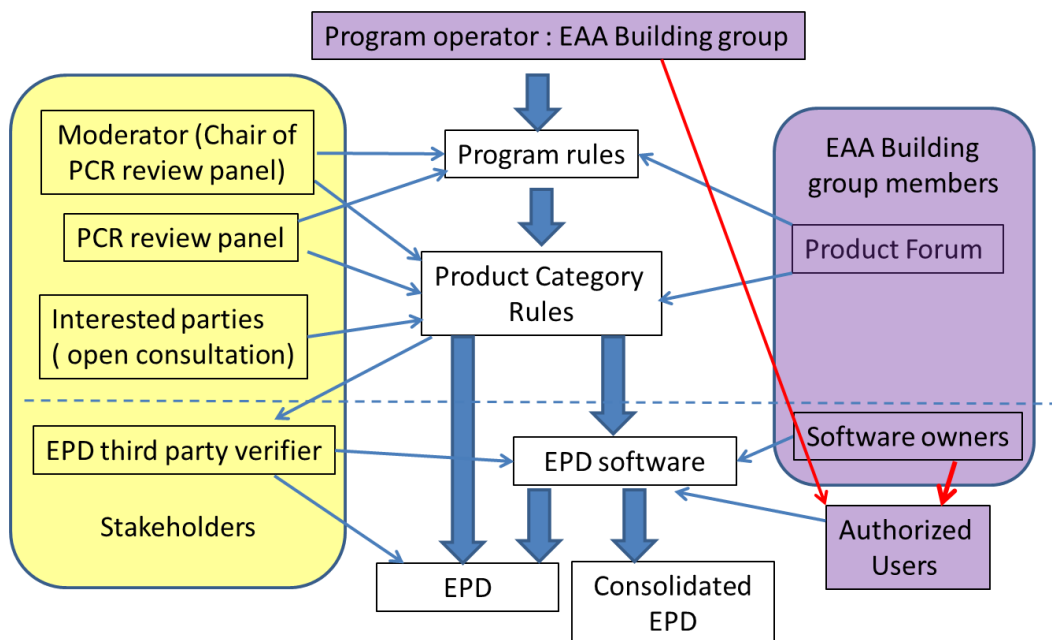 Program operator : EAA Building group
Moderator (Chair of
PCR review panel)
PCR review panel
Interested parties
( open consultation)
EPD third party verifier
Stakeholders
Program rules
Product Category
Rules
EPD software
EPD
Consolidated
EPD
EAA Building
group members
Product Forum
Software owners
Authorized
Users